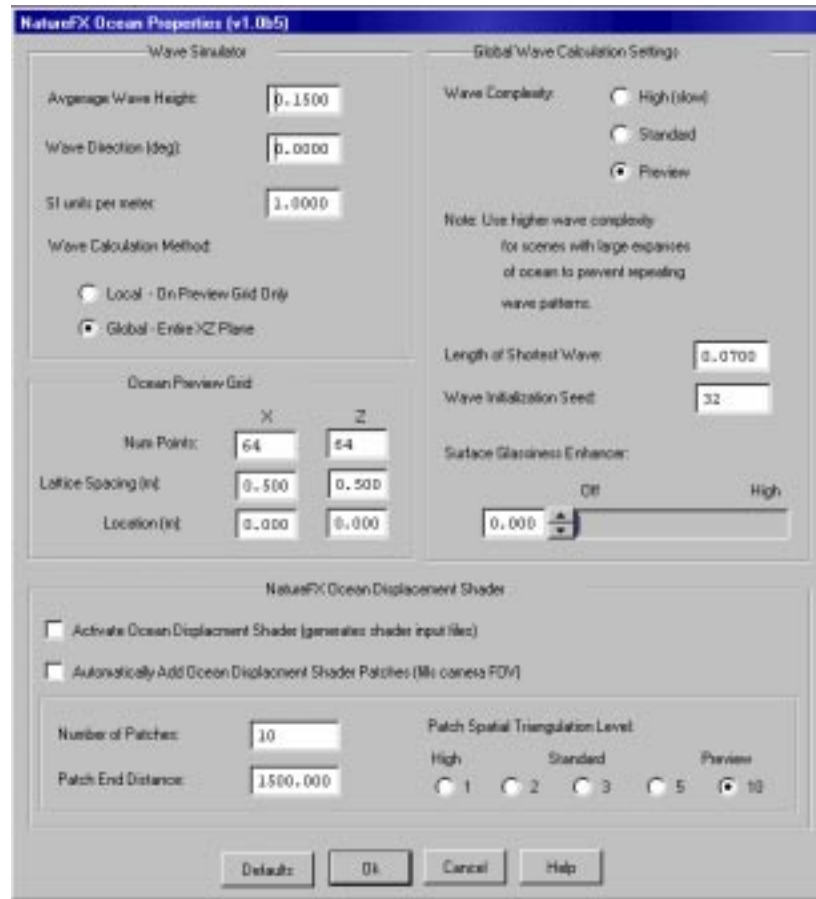 NatureFX Ocean Properties (v1.0b5)
Wave Simulator
Avgerage Wave Height: 0.1500
Wave Direction (deg): 0.0000
SI units per meter: 1.0000
Wave Calculation Method:
Local - On Preview Grid Only
Global - Entire XZ Plane
Ocean Preview Grid
X Z
Num Points: 64 64
Lattice Spacing (m): 0.500 0.500
Location (m): 0.000 0.000
Global Wave Calculation Settings
Wave Complexity: High (slow)
Standard
Preview
Note: Use higher wave complexity
for scenes with large expanses
of ocean to prevent repeating
wave patterns.
Length of Shortest Wave: 0.0700
Wave Initialization Seed: 32
Surface Glassiness Enhancer:
Off High
0.000
NatureFX Ocean Displacement Shader
Activate Ocean Displacment Shader (generates shader input files)
Automatically Add Ocean Displacment Shader Patches (fills camera FOV)
Number of Patches: 10
Patch End Distance: 1500.000
Patch Spatial Triangulation Level:
High Standard Preview
1 2 3 5 10
Defaults Ok Cancel Help